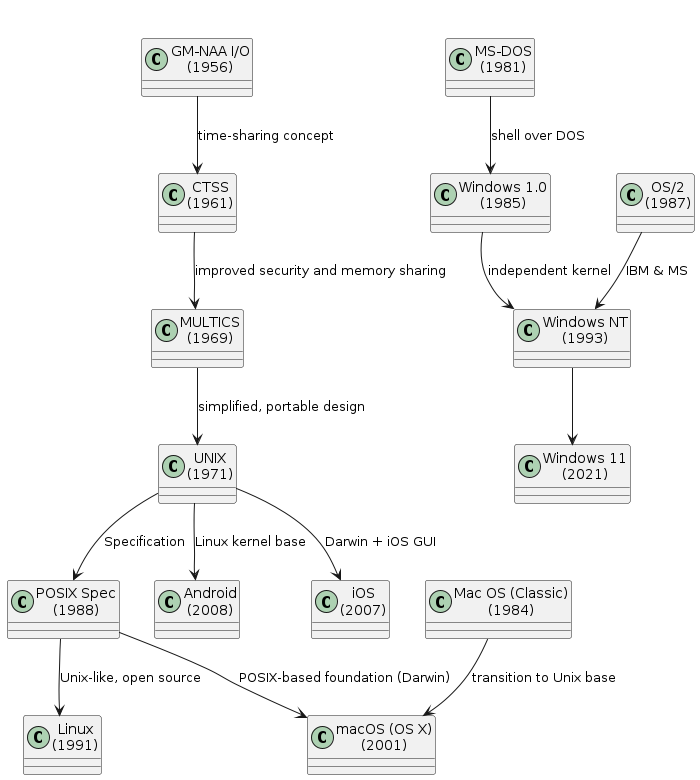 C GM-NAA I/O
(1956)
C MS-DOS
(1981)
time-sharing concept
shell over DOS
C CTSS
(1961)
C Windows 1.0
(1985)
C OS/2
(1987)
improved security and memory sharing
independent kernel
IBM & MS
C MULTICS
(1969)
C Windows NT
(1993)
simplified, portable design
C UNIX
(1971)
C Windows 11
(2021)
Specification
Linux kernel base
Darwin + iOS GUI
C POSIX Spec
(1988)
C Android
(2008)
C iOS
(2007)
C Mac OS (Classic)
(1984)
Unix-like, open source
POSIX-based foundation (Darwin)
transition to Unix base
C Linux
(1991)
C macOS (OS X)
(2001)